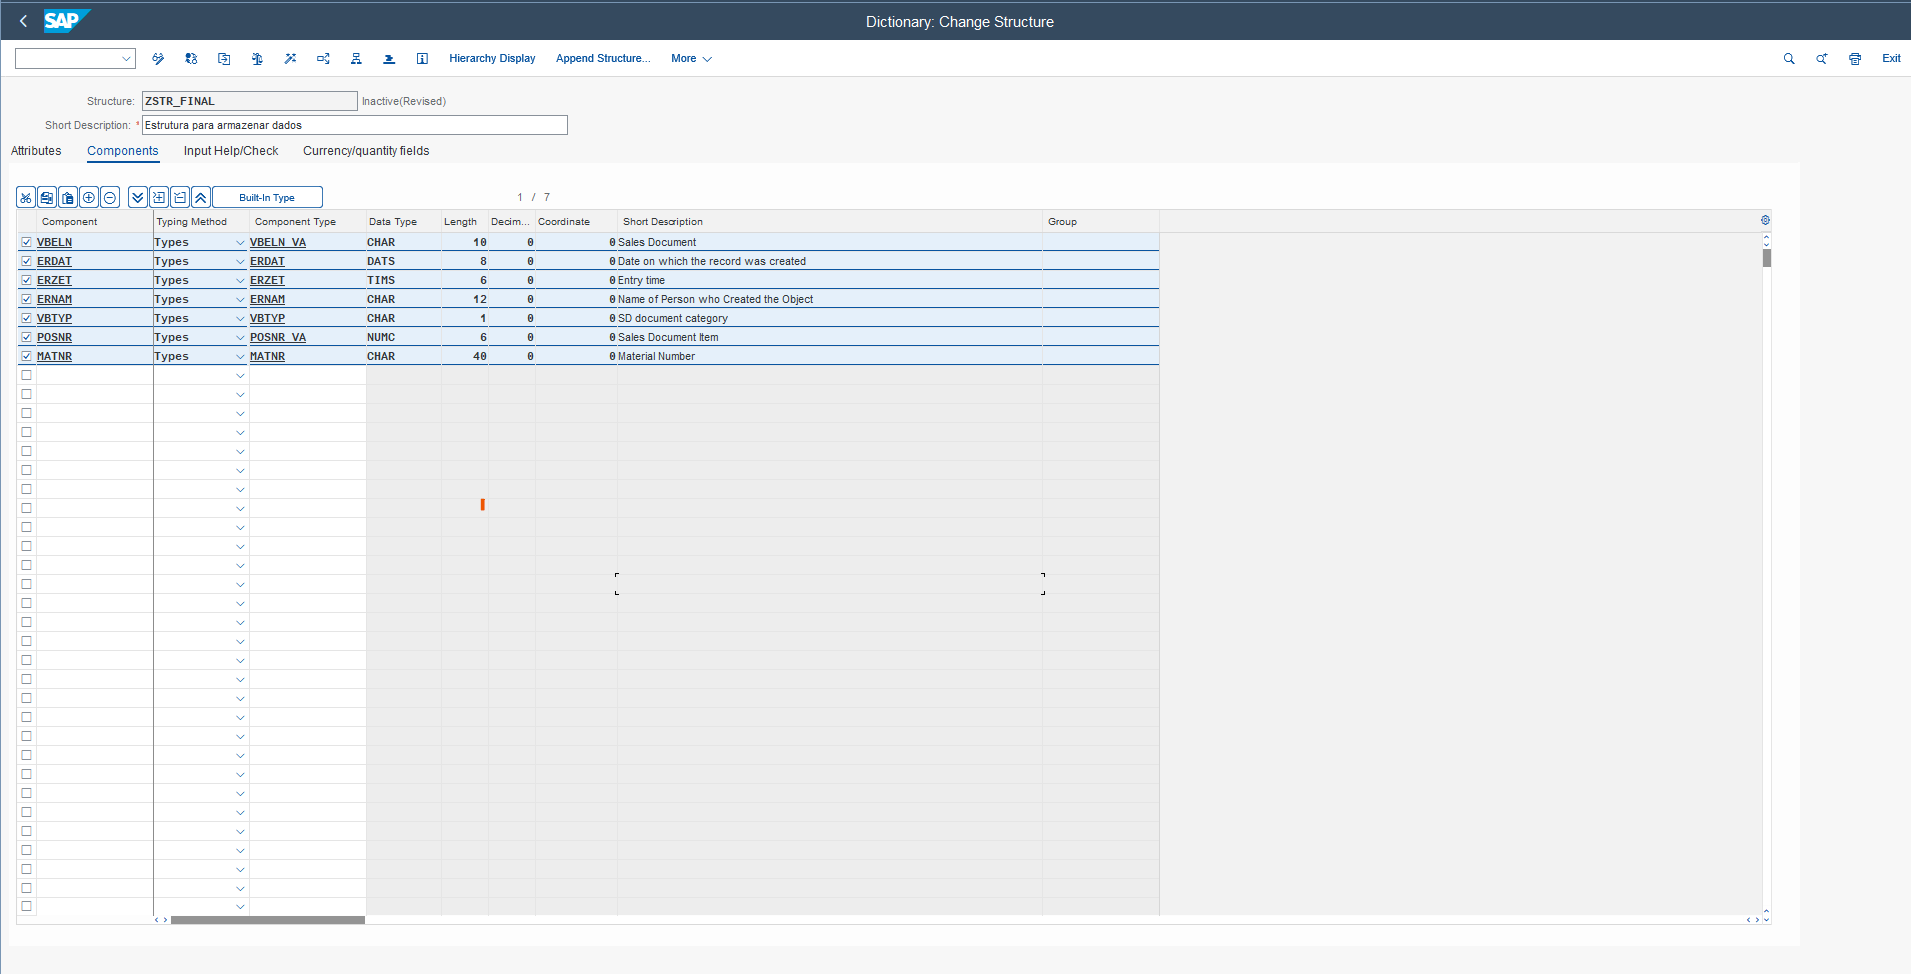 SAP Dictionary: Change Structure
Hierarchy Display Append Structure... More Exit
Structure: ZSTR_FINAL Inactive(Revised)
Short Description: * Estrutura para armazenar dados
Attributes Components Input Help/Check Currency/quantity fields
Built-In Type 1 / 7
Component Typing Method Component Type Data Type Length Decim... Coordinate Short Description Group
VBELN Types VBELN_VA CHAR 10 0 0 Sales Document
ERDAT Types ERDAT DATS 8 0 0 Date on which the record was created
ERZET Types ERZET TIMS 6 0 0 Entry time
ERNAM Types ERNAM CHAR 12 0 0 Name of Person who Created the Object
VBTYP Types VBTYP CHAR 1 0 0 SD document category
POSNR Types POSNR_VA NUMC 6 0 0 Sales Document Item
MATNR Types MATNR CHAR 40 0 0 Material Number